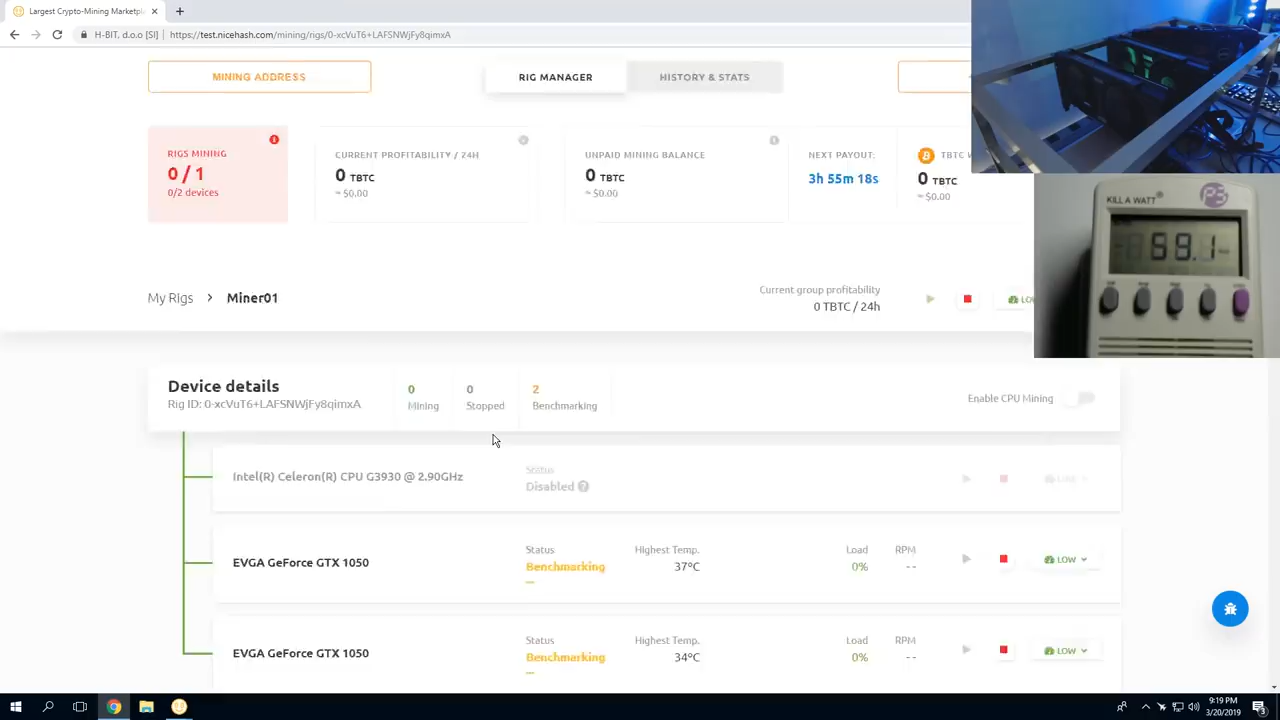 Largest Crypto-Mining Marketpl
H-BIT, d.o.o [SI]
https://test.nicehash.com/mining/rigs/0-xcVuT6+LAFSNWJFy8qimxA
MINING ADDRESS
RIG MANAGER
HISTORY & STATS
RIGS MINING
0 / 1
0/2 devices
CURRENT PROFITABILITY / 24H
0 TBTC
≈ $0.00
UNPAID MINING BALANCE
0 TBTC
≈ $0.00
NEXT PAYOUT:
3h 55m 18s
TBTC W
0 TBTC
≈ $0.00
KILL A WATT®
P3
My Rigs > Miner01
Current group profitability
0 TBTC / 24h
LOW
Device details
Rig ID: 0-xcVuT6+LAFSNWjFy8qimxA
0
Mining
0
Stopped
2
Benchmarking
Enable CPU Mining
Intel(R) Celeron(R) CPU G3930 @ 2.90GHz
Status
Disabled
EVGA GeForce GTX 1050
Status
Benchmarking
Highest Temp.
37°C
Load
0%
RPM
- -
LOW
EVGA GeForce GTX 1050
Status
Benchmarking
Highest Temp.
34°C
Load
0%
RPM
- -
LOW
9:19 PM
3/20/2019